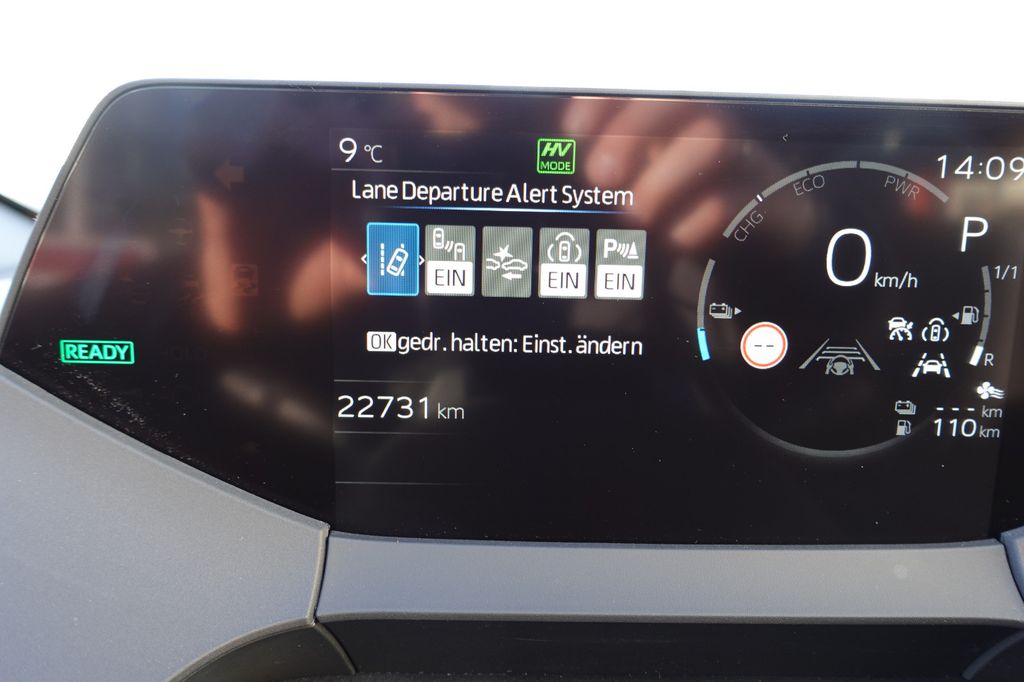 9 °C
HV
MODE
14:09
Lane Departure Alert System
EIN
EIN
P
EIN
CHG
ECO
PWR
0 km/h
P
1/1
OK gedr. halten: Einst. ändern
READY
HOLD
--
R
22731 km
--- km
110 km